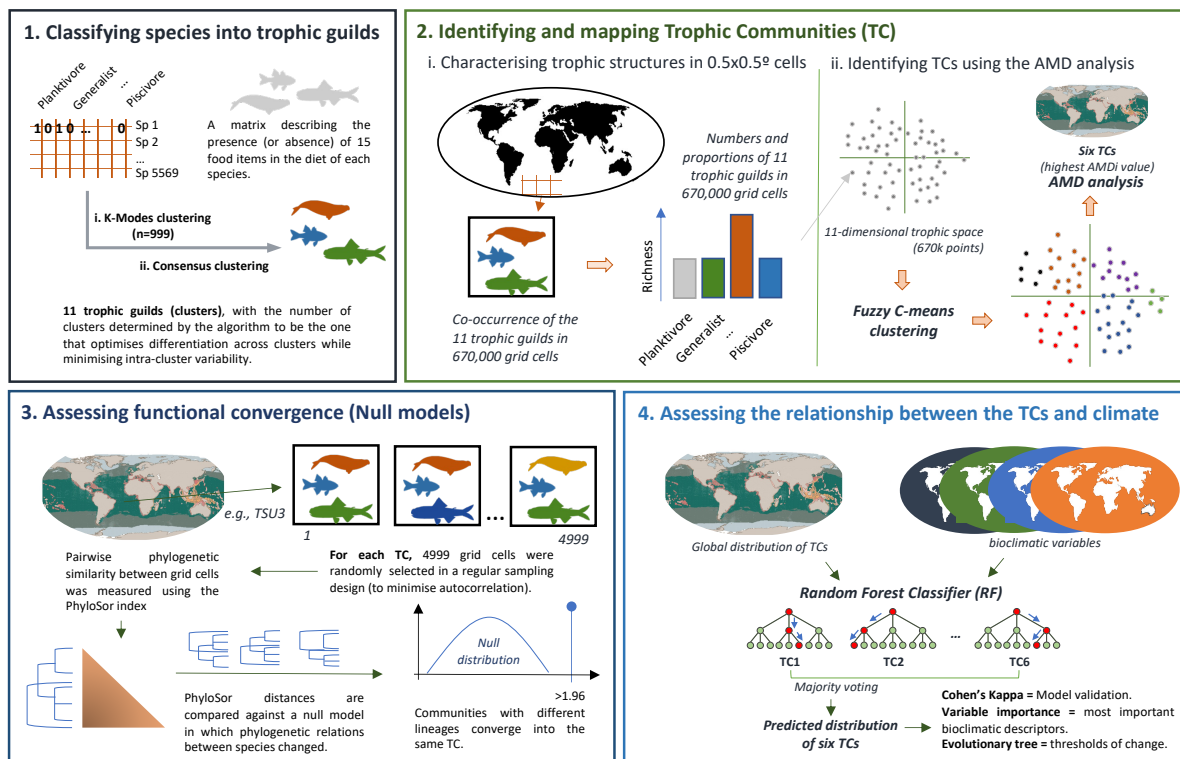 1. Classifying species into trophic guilds
Planktivore
Generalist
...
Piscivore
1 0 1 0 ... 0
Sp 1
Sp 2
...
Sp 5569
A matrix describing the
presence (or absence) of 15
food items in the diet of each
species.
i. K-Modes clustering
(n=999)
ii. Consensus clustering
11 trophic guilds (clusters), with the number of
clusters determined by the algorithm to be the one
that optimises differentiation across clusters while
minimising intra-cluster variability.
2. Identifying and mapping Trophic Communities (TC)
i. Characterising trophic structures in 0.5x0.5º cells
Numbers and
proportions of 11
trophic guilds in
670,000 grid cells
Co-occurrence of the
11 trophic guilds in
670,000 grid cells
Richness
Planktivore
Generalist
...
Piscivore
ii. Identifying TCs using the AMD analysis
11-dimensional trophic space
(670k points)
Fuzzy C-means
clustering
Six TCs
(highest AMDi value)
AMD analysis
3. Assessing functional convergence (Null models)
e.g., TSU3
1
...
4999
Pairwise phylogenetic
similarity between grid cells
was measured using the
PhyloSor index
For each TC, 4999 grid cells were
randomly selected in a regular sampling
design (to minimise autocorrelation).
PhyloSor distances are
compared against a null model
in which phylogenetic relations
between species changed.
Null
distribution
>1.96
Communities with different
lineages converge into the
same TC.
4. Assessing the relationship between the TCs and climate
Global distribution of TCs
bioclimatic variables
Random Forest Classifier (RF)
...
TC1
TC2
TC6
Majority voting
Predicted distribution
of six TCs
Cohen’s Kappa = Model validation.
Variable importance = most important
bioclimatic descriptors.
Evolutionary tree = thresholds of change.